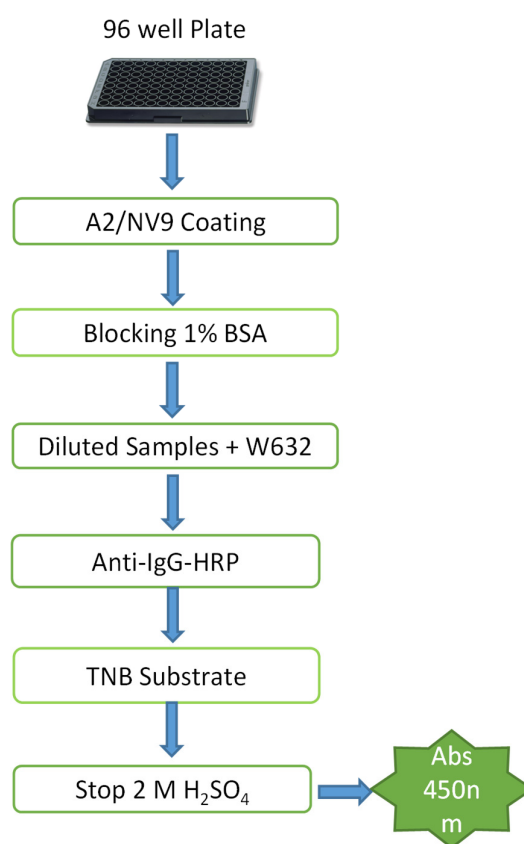 96 well Plate
A2/NV9 Coating
Blocking 1% BSA
Diluted Samples + W632
Anti-IgG-HRP
TNB Substrate
Stop 2 M H₂SO₄
Abs
450n
m